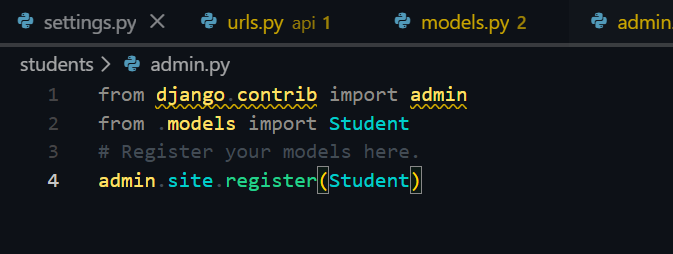 settings.py urls.py api 1 models.py 2 admin.
students > admin.py
1 from django.contrib import admin
2 from .models import Student
3 # Register your models here.
4 admin.site.register(Student)